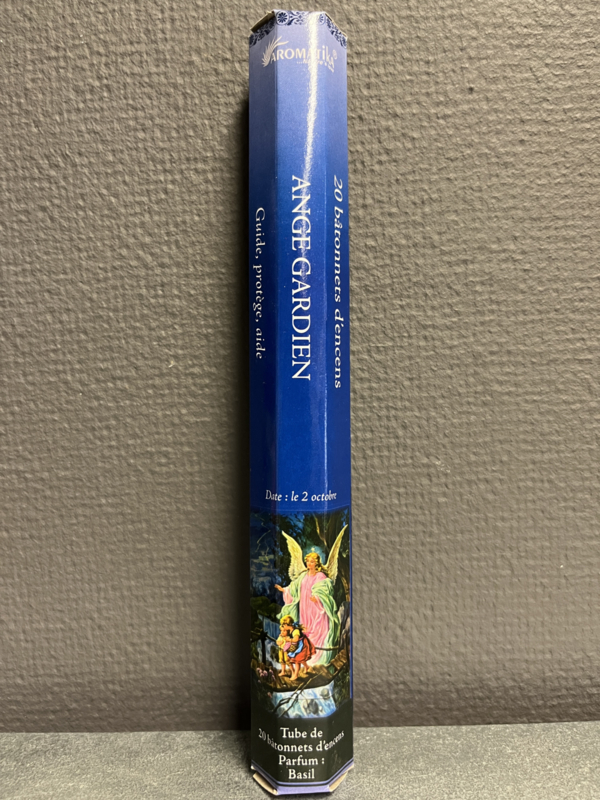 AROMATIKA
20 bâtonnets d'encens
ANGE GARDIEN
Guide, protège, aide
Date : le 2 octobre
Tube de
20 bâtonnets d'encens
Parfum :
Basil